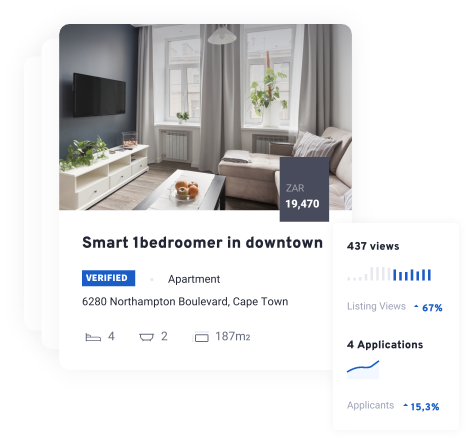 ZAR
19,470
Smart 1bedroomer in downtown
VERIFIED Apartment
6280 Northampton Boulevard, Cape Town
4 2 187m2
437 views
Listing Views 67%
4 Applications
Applicants 15,3%